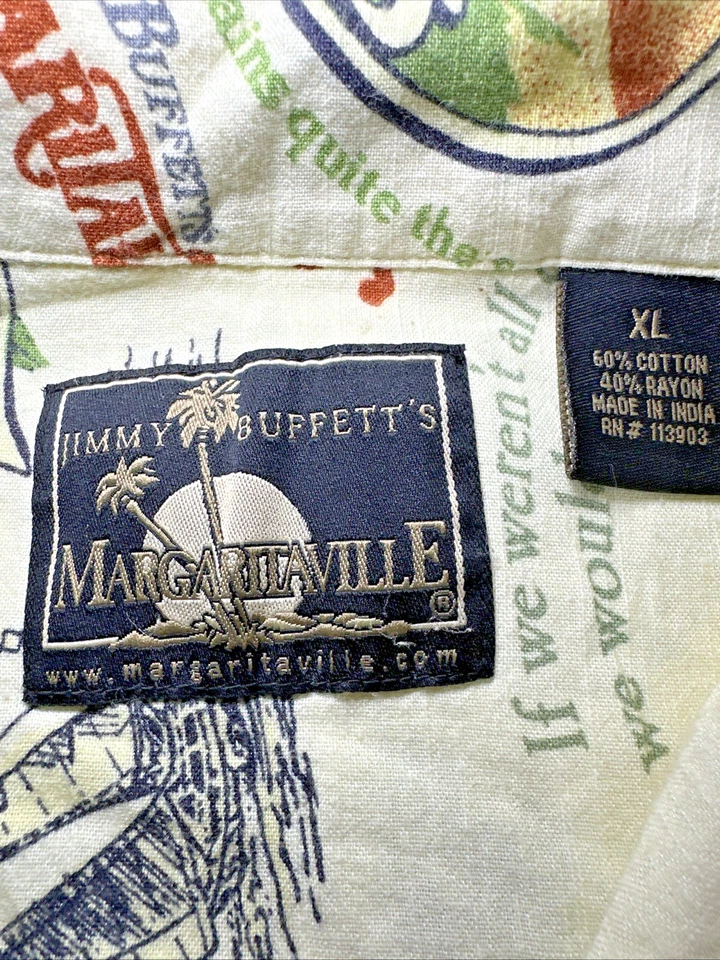 BUFFETT'S
ains quite the
If we weren't all
we would
XL
60% COTTON
40% RAYON
MADE IN INDIA
RN# 113903
JIMMY BUFFETT'S
MARGARITAVILLE
®
www.margaritaville.com